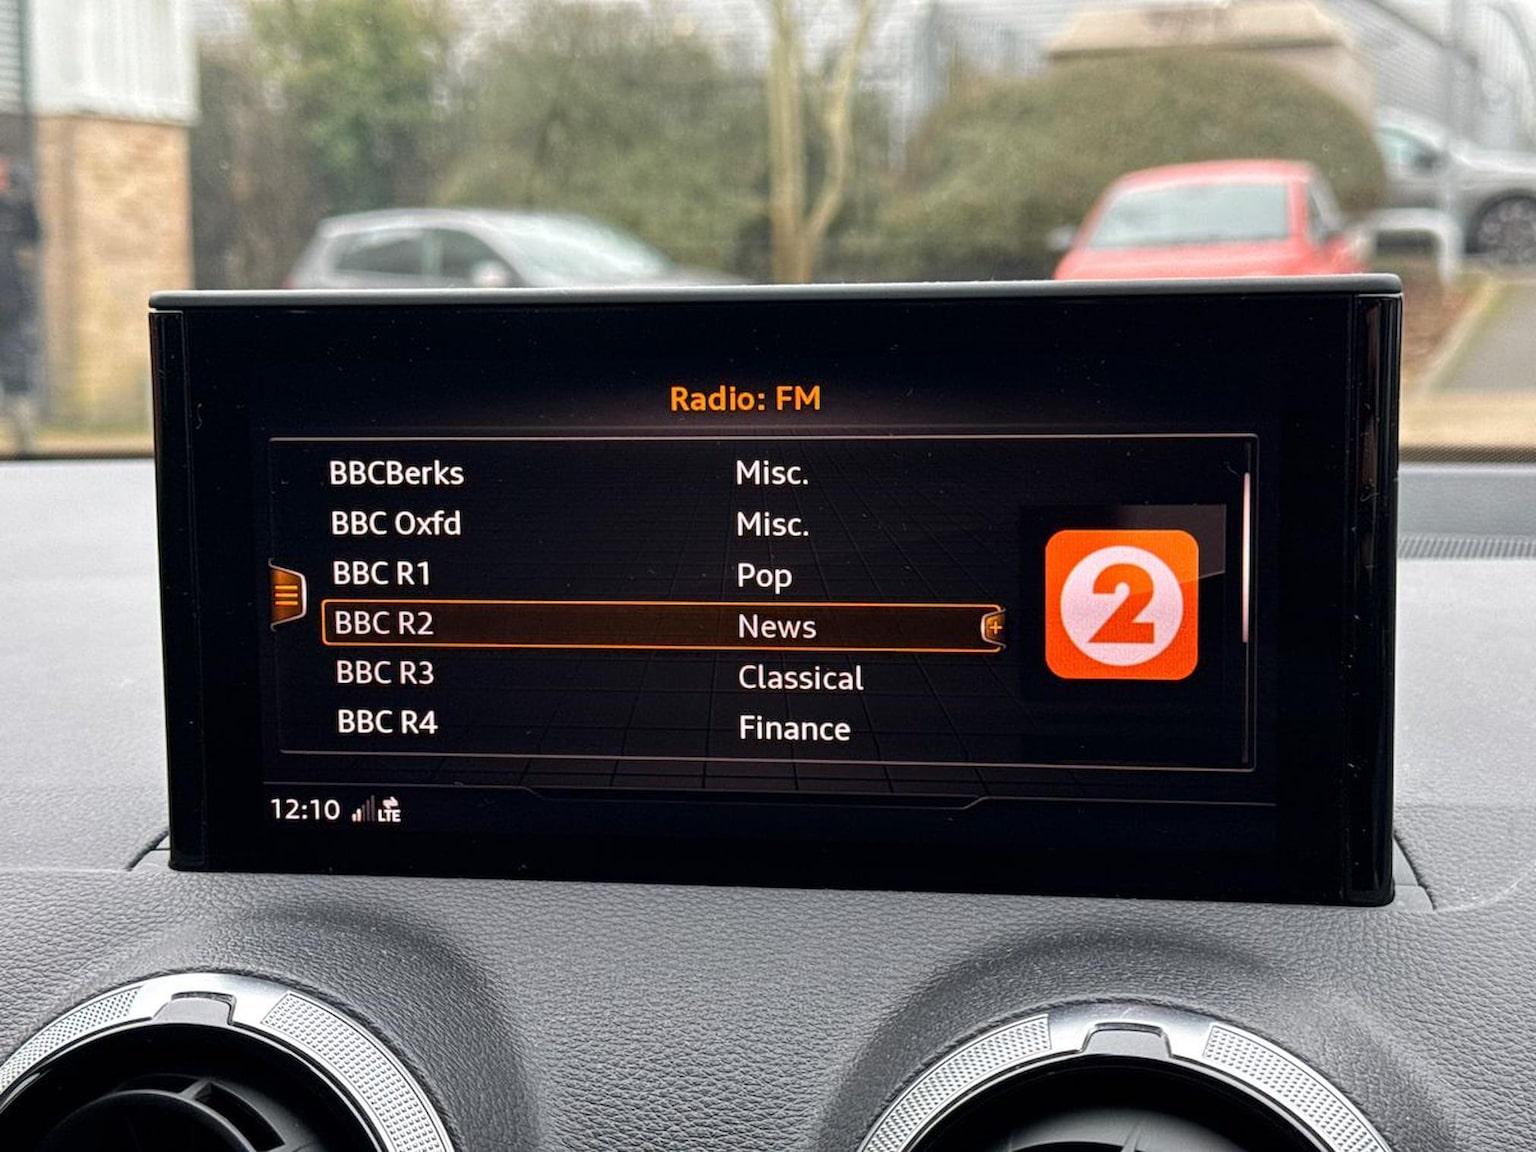 Radio: FM
BBCBerks Misc.
BBC Oxfd Misc.
BBC R1 Pop
BBC R2 News
BBC R3 Classical
BBC R4 Finance
2
12:10 LTE